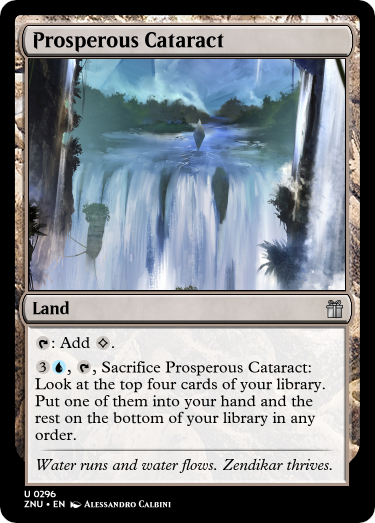 Prosperous Cataract
Land
: Add .
3 , , Sacrifice Prosperous Cataract:
Look at the top four cards of your library.
Put one of them into your hand and the
rest on the bottom of your library in any
order.
Water runs and water flows. Zendikar thrives.
U 0296
ZNU • EN Alessandro Calbini